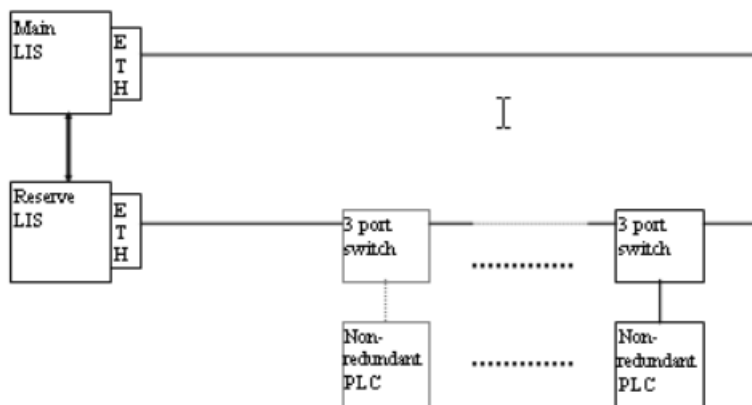 Main
LIS
E
T
H
Reserve
LIS
E
T
H
3 port
switch
3 port
switch
Non-
redundant
PLC
Non-
redundant
PLC